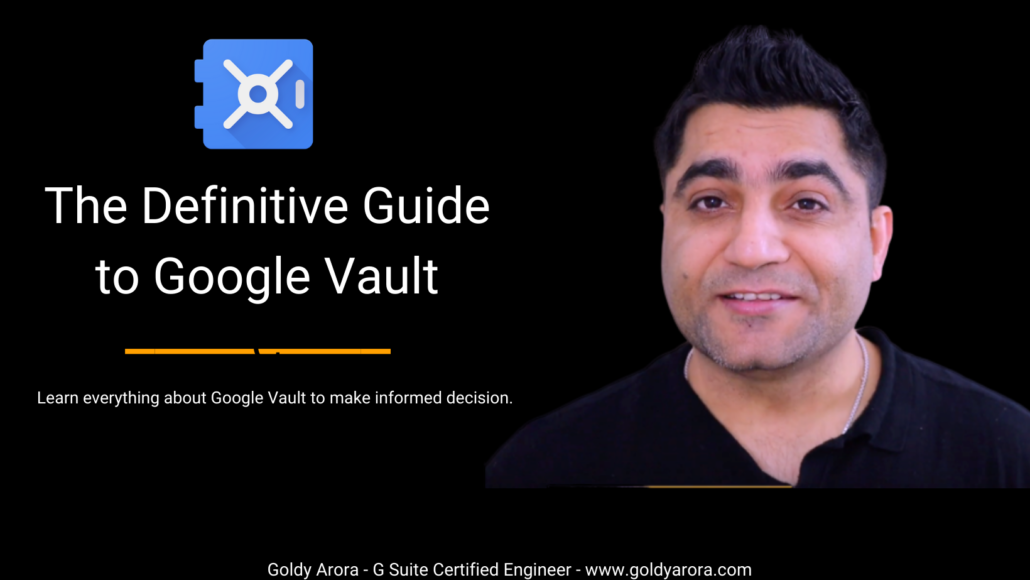 The Definitive Guide
to Google Vault
Learn everything about Google Vault to make informed decision.
Goldy Arora - G Suite Certified Engineer - www.goldyarora.com